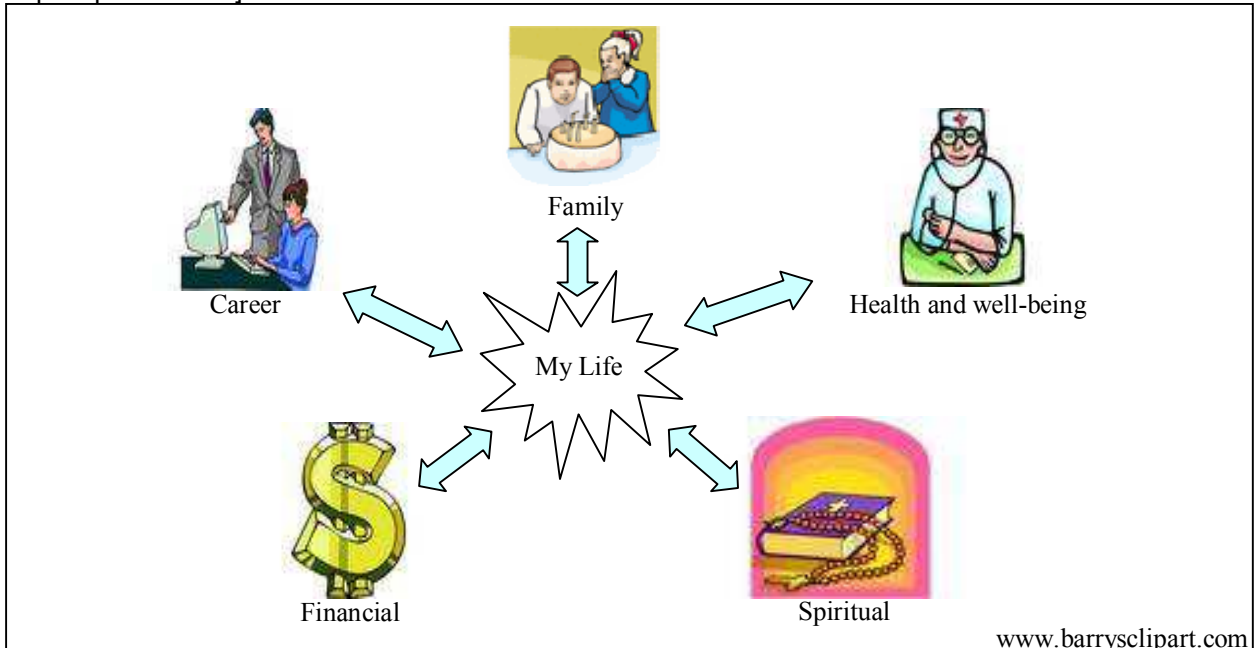 Family
Career
Health and well-being
My Life
Financial
Spiritual
www.barrysclipart.com